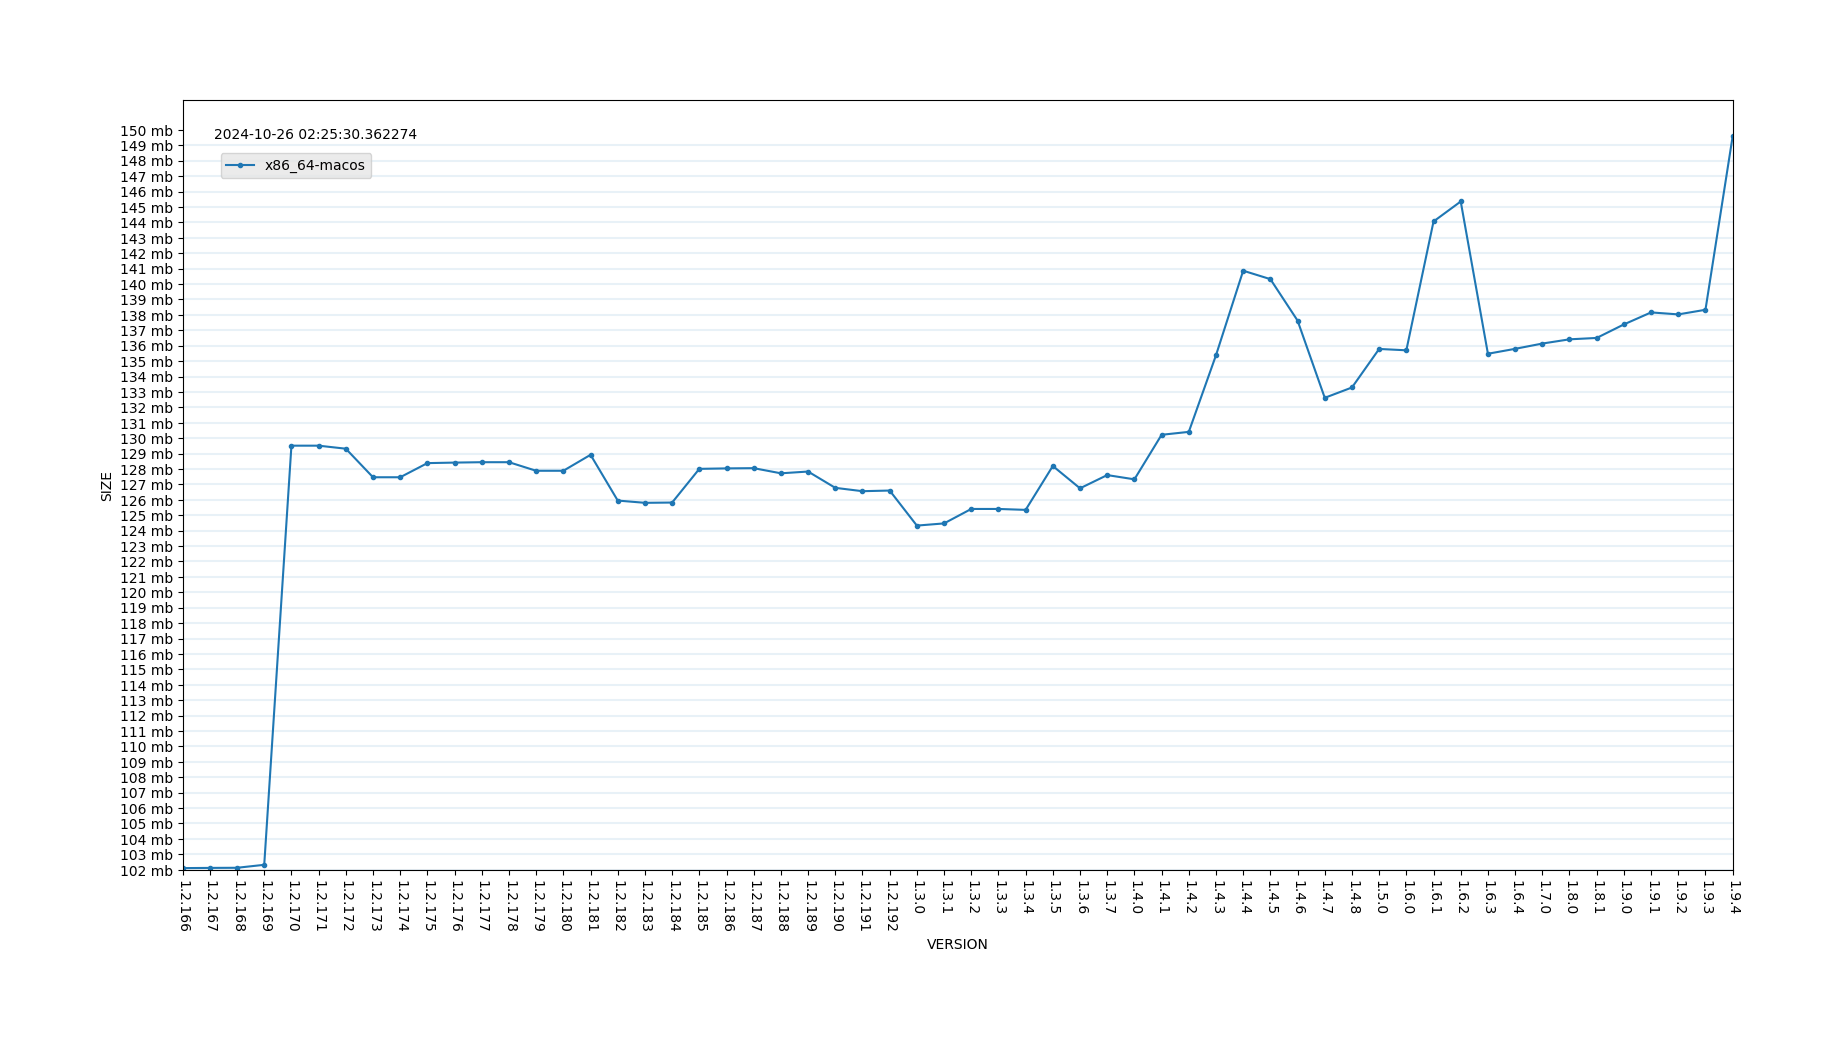 2024-10-26 02:25:30.362274
x86_64-macos
SIZE
150 mb
149 mb
148 mb
147 mb
146 mb
145 mb
144 mb
143 mb
142 mb
141 mb
140 mb
139 mb
138 mb
137 mb
136 mb
135 mb
134 mb
133 mb
132 mb
131 mb
130 mb
129 mb
128 mb
127 mb
126 mb
125 mb
124 mb
123 mb
122 mb
121 mb
120 mb
119 mb
118 mb
117 mb
116 mb
115 mb
114 mb
113 mb
112 mb
111 mb
110 mb
109 mb
108 mb
107 mb
106 mb
105 mb
104 mb
103 mb
102 mb
1.2.166
1.2.167
1.2.168
1.2.169
1.2.170
1.2.171
1.2.172
1.2.173
1.2.174
1.2.175
1.2.176
1.2.177
1.2.178
1.2.179
1.2.180
1.2.181
1.2.182
1.2.183
1.2.184
1.2.185
1.2.186
1.2.187
1.2.188
1.2.189
1.2.190
1.2.191
1.2.192
1.3.0
1.3.1
1.3.2
1.3.3
1.3.4
1.3.5
1.3.6
1.3.7
1.4.0
1.4.1
1.4.2
1.4.3
1.4.4
1.4.5
1.4.6
1.4.7
1.4.8
1.5.0
1.6.0
1.6.1
1.6.2
1.6.3
1.6.4
1.7.0
1.8.0
1.8.1
1.9.0
1.9.1
1.9.2
1.9.3
1.9.4
VERSION